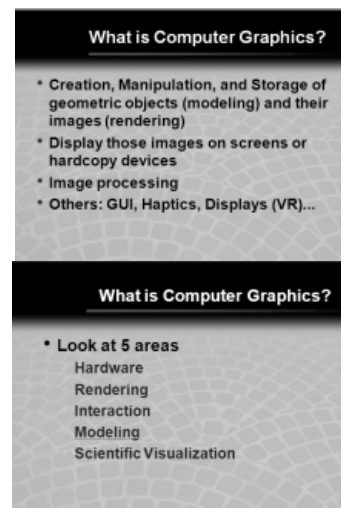 What is Computer Graphics?
* Creation, Manipulation, and Storage of
geometric objects (modeling) and their
images (rendering)
* Display those images on screens or
hardcopy devices
* Image processing
* Others: GUI, Haptics, Displays (VR)...
What is Computer Graphics?
• Look at 5 areas
Hardware
Rendering
Interaction
Modeling
Scientific Visualization